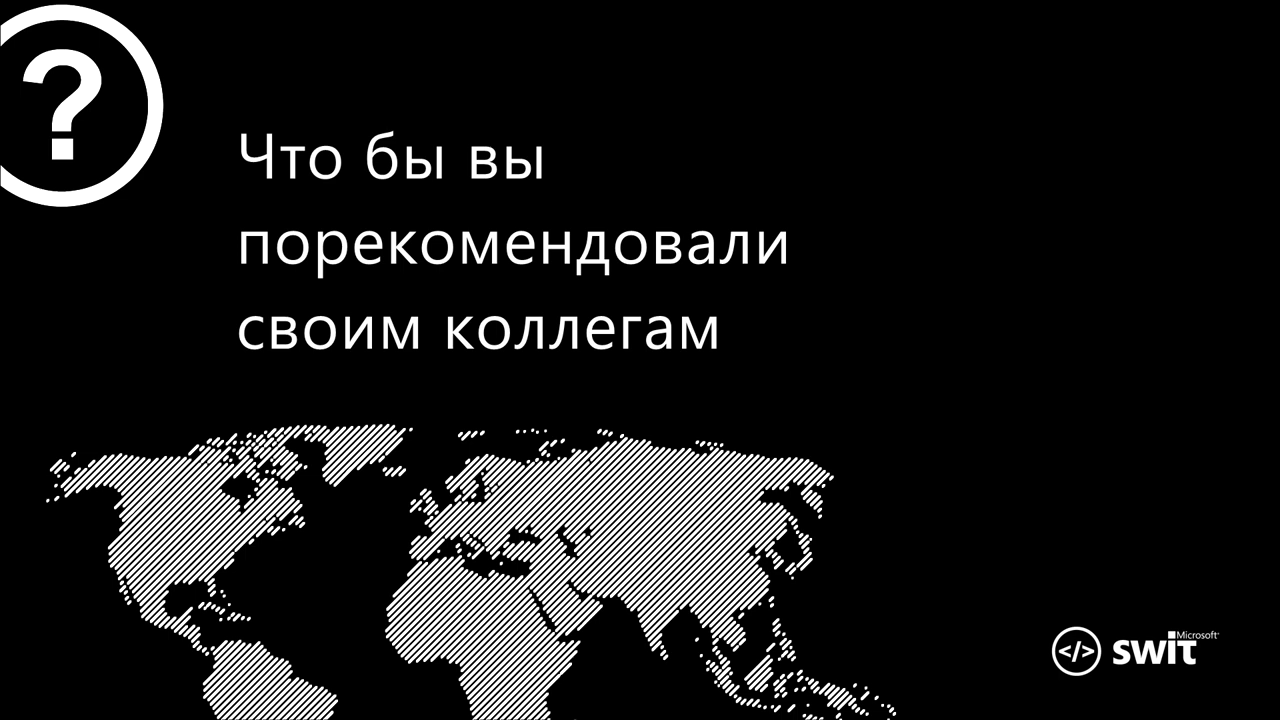 ?
Что бы вы
порекомендовали
своим коллегам
</> swit Microsoft